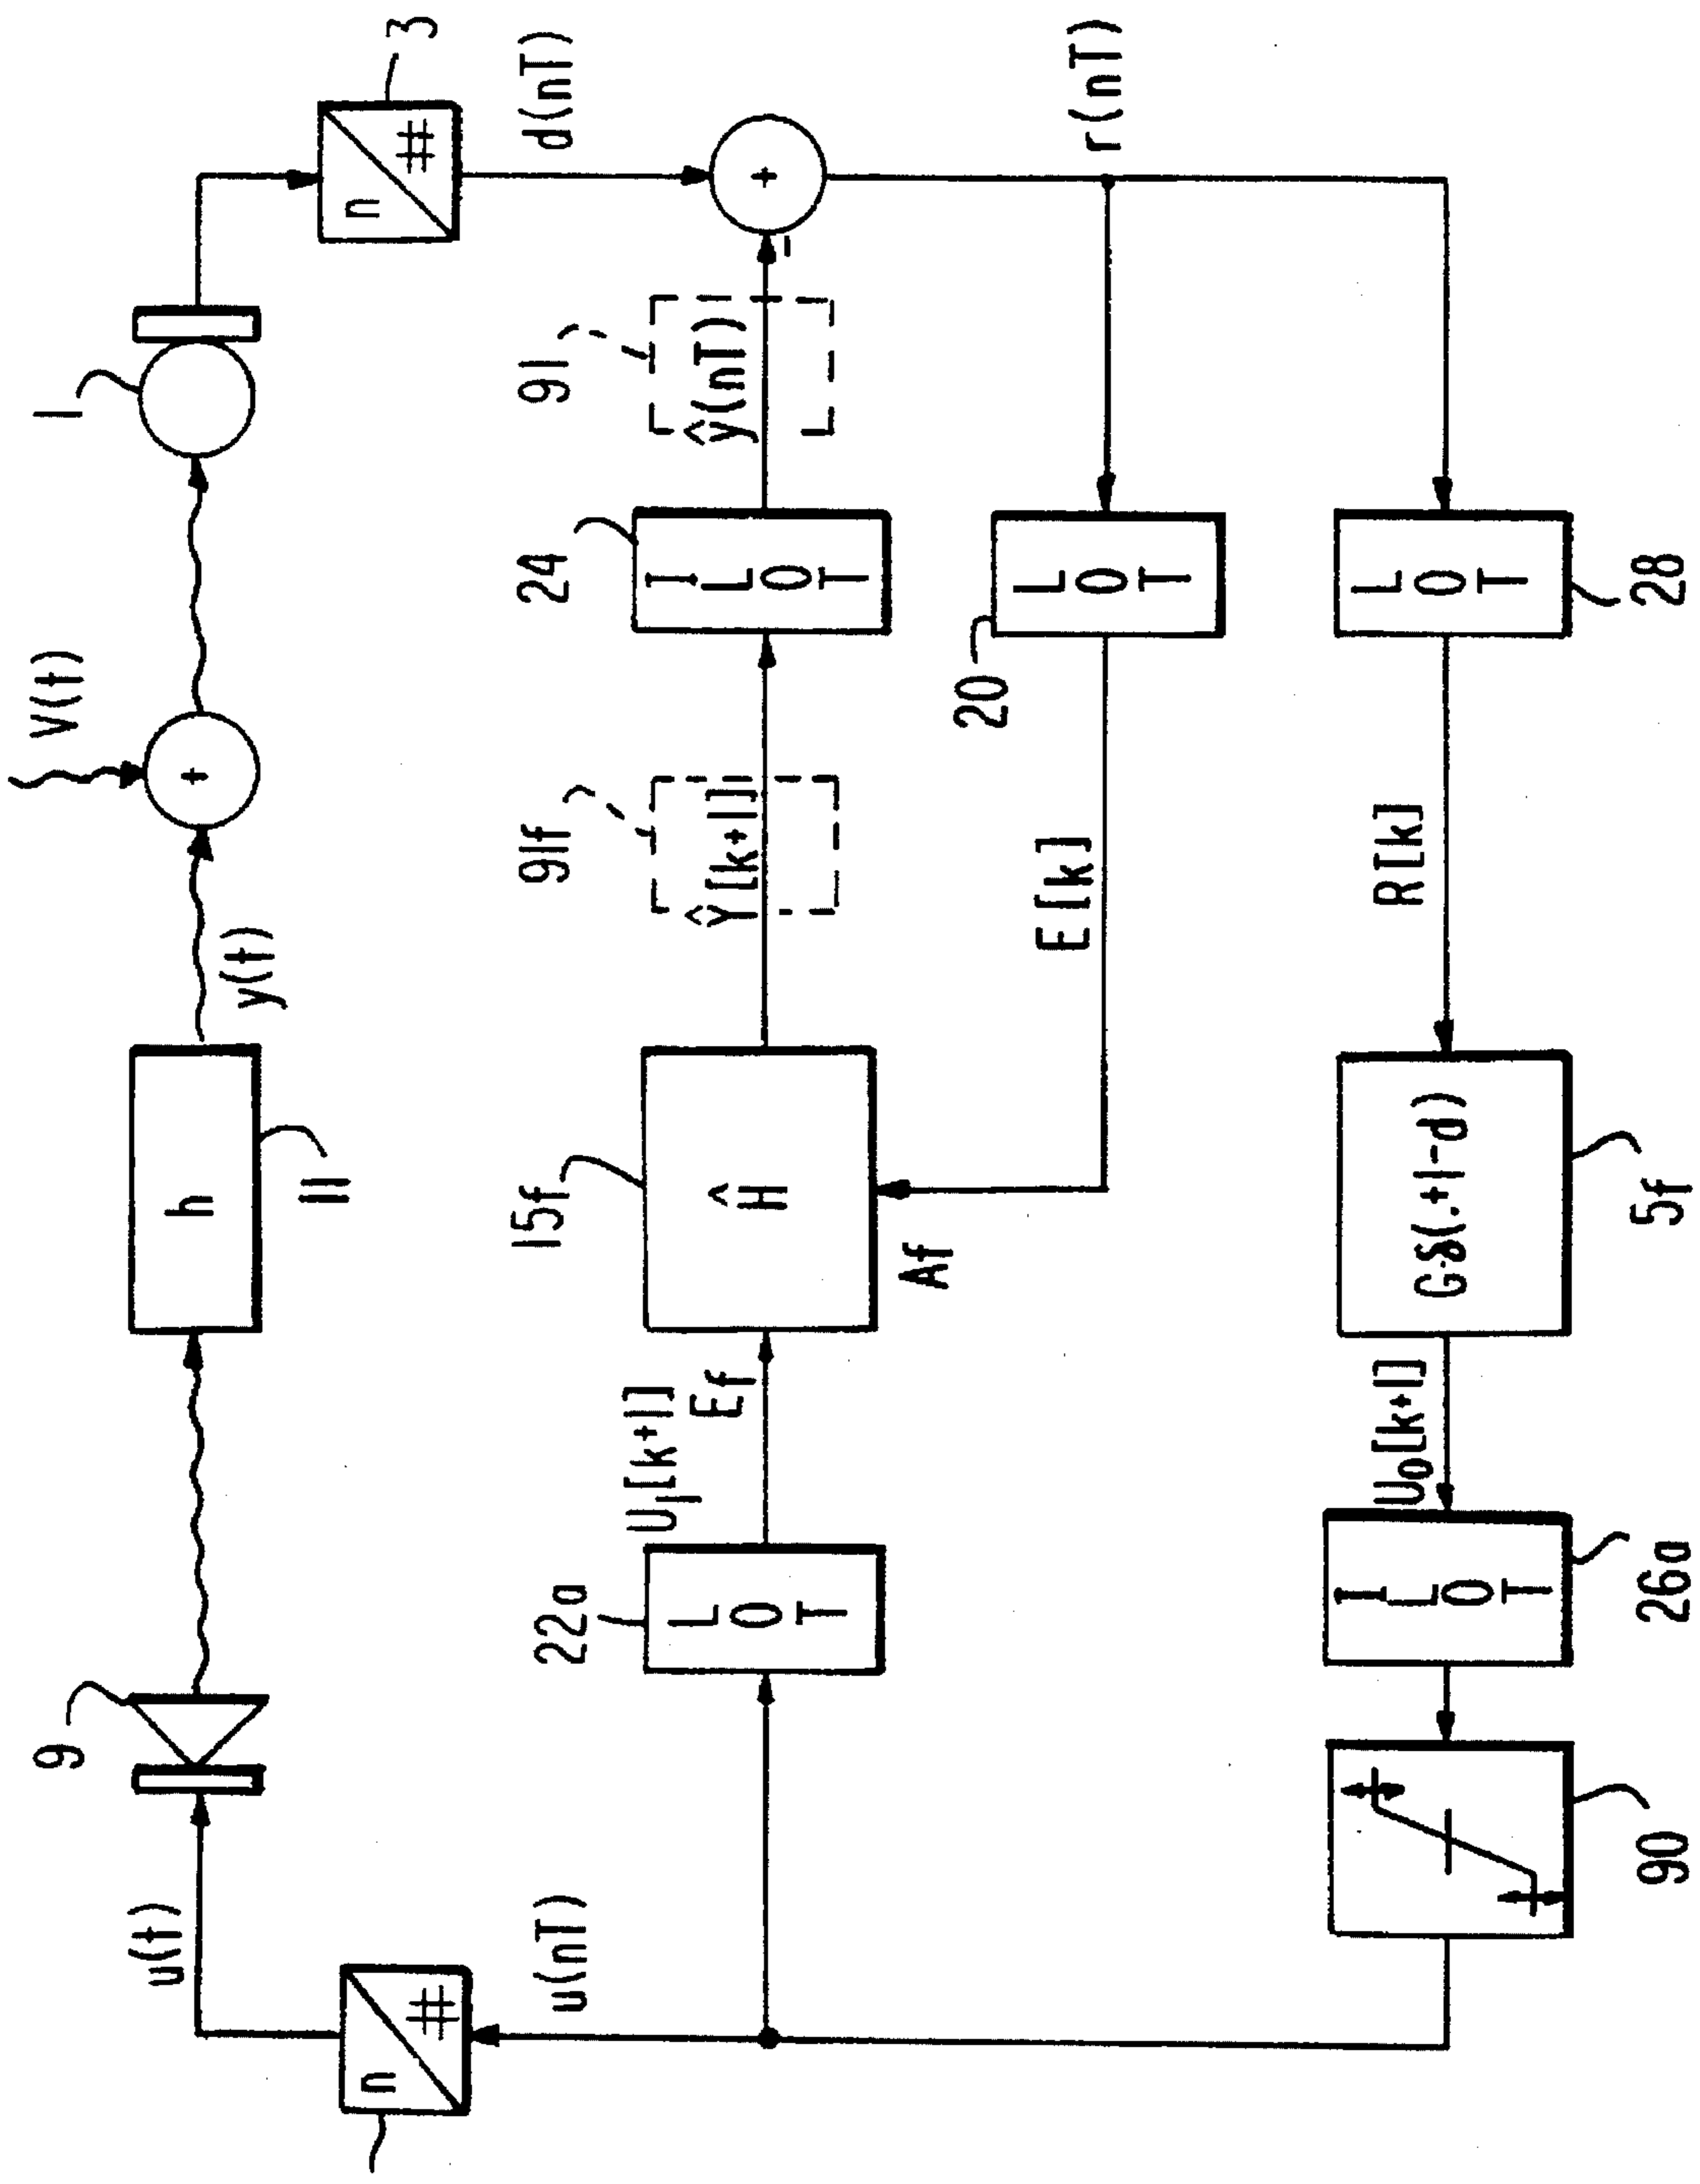 9
V(t)
1
u(t)
h
+
y(t)
11
3
n
#
n
#
u(nT)
22a
15f
91f
24
91
d(nT)
U1[k+1]
Ef
LOT
Ĥ
Ŷ[k+1]
ILOT
ŷ(nT)
-
+
Af
20
E[k]
LOT
r(nT)
ILOT
U0[k+1]
G·δ(.+1-d)
R[k]
LOT
90
26a
5f
28